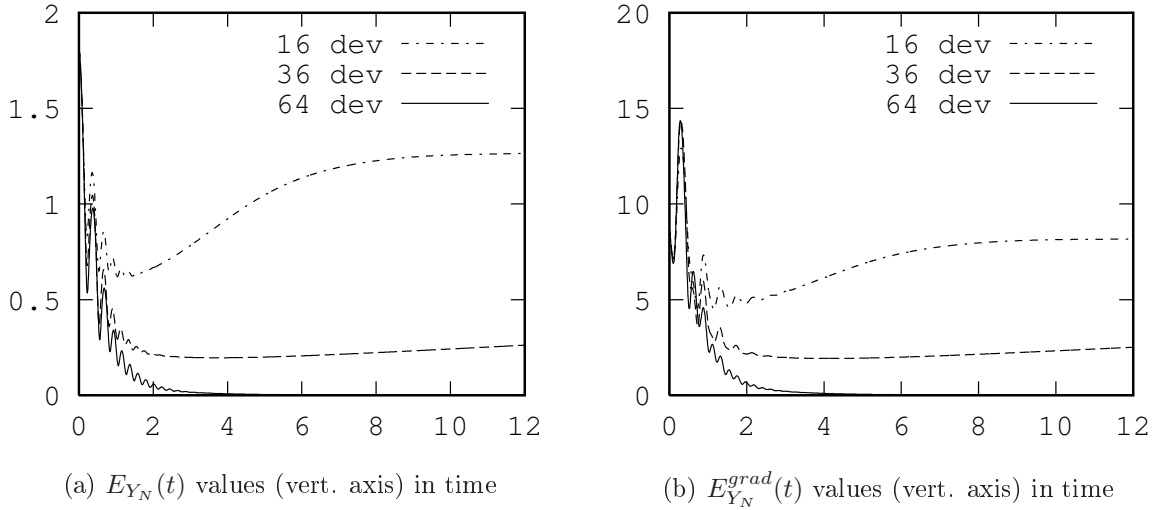 2
1.5
1
0.5
0
0 2 4 6 8 10 12
16 dev
36 dev
64 dev
(a) E_{Y_N}(t) values (vert. axis) in time
20
15
10
5
0
0 2 4 6 8 10 12
16 dev
36 dev
64 dev
(b) E_{Y_N}^{grad}(t) values (vert. axis) in time